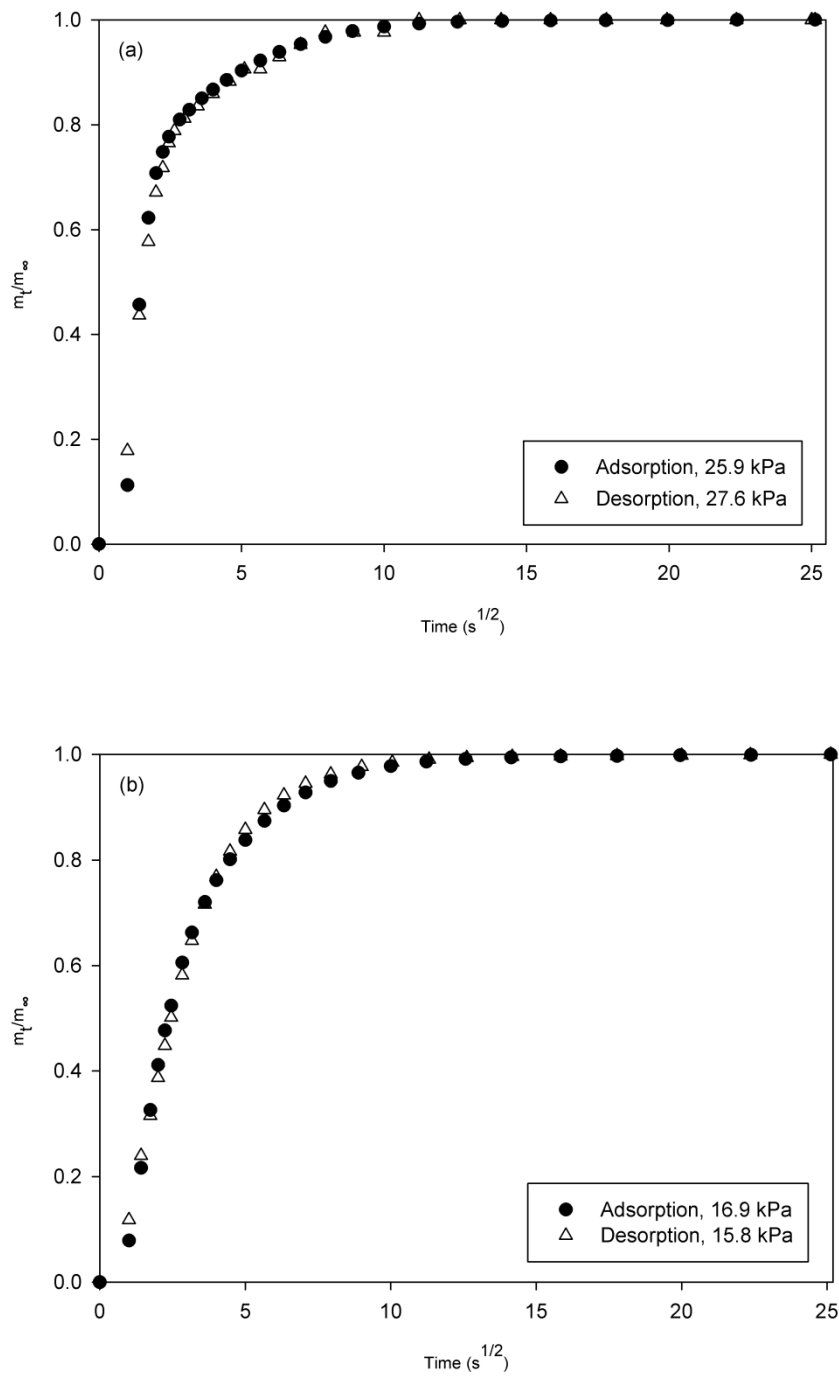 (a)
1.0
0.8
0.6
0.4
0.2
0.0
mt/m∞
Adsorption, 25.9 kPa
Desorption, 27.6 kPa
0 5 10 15 20 25
Time (s1/2)
(b)
1.0
0.8
0.6
0.4
0.2
0.0
mt/m∞
Adsorption, 16.9 kPa
Desorption, 15.8 kPa
0 5 10 15 20 25
Time (s1/2)